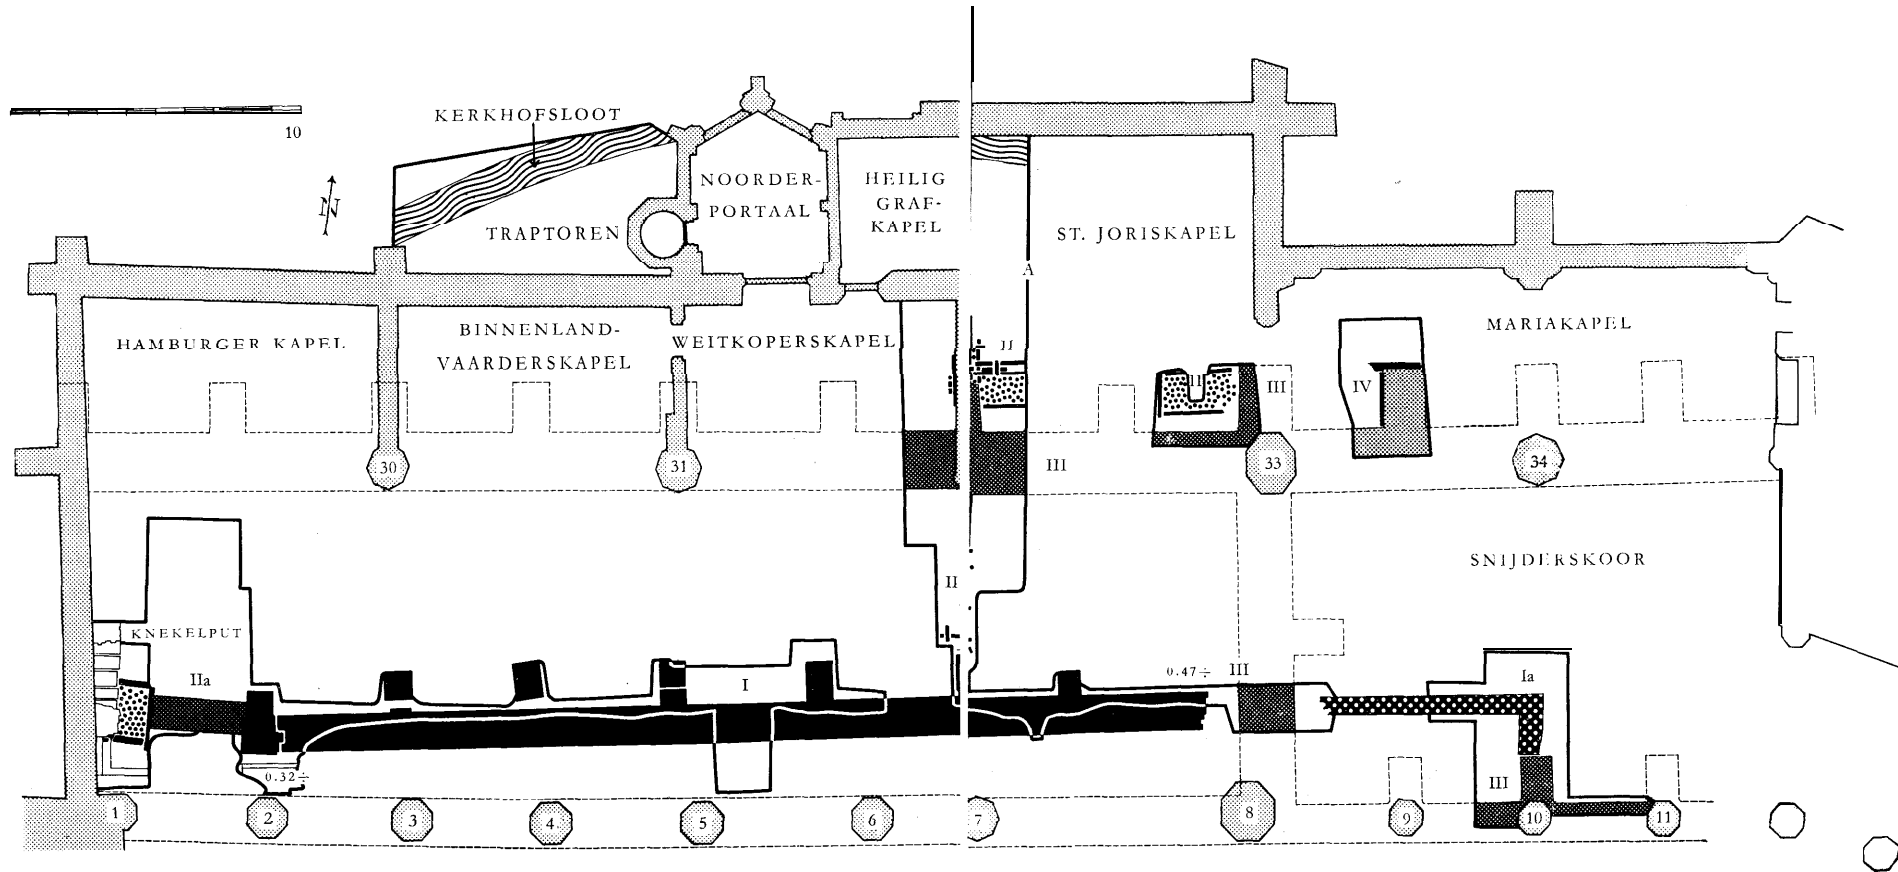 KERKHOFSLOOT
10
N
NOORDER-
PORTAAL
HEILIG
GRAF-
KAPEL
TRAPTOREN
ST. JORISKAPEL
A
HAMBURGER KAPEL
BINNENLAND-
VAARDERSKAPEL
WEITKOPERSKAPEL
MARIAKAPEL
II
II
III
IV
30
31
III
33
34
SNIJDERSKOOR
II
KNEKELPUT
IIa
I
0.47÷
III
Ia
0.32÷
III
1
2
3
4
5
6
7
8
9
10
11